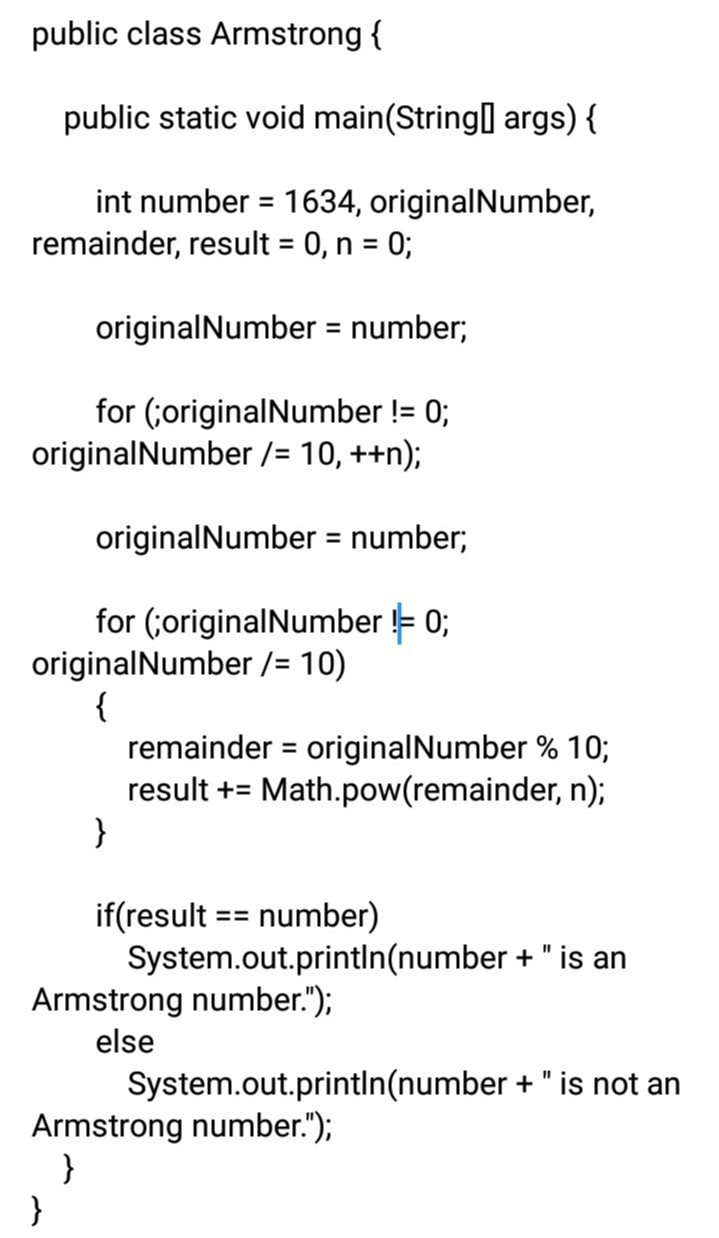 public class Armstrong {
public static void main(String[] args) {
int number = 1634, originalNumber,
remainder, result = 0, n = 0;
originalNumber = number;
for (;originalNumber != 0;
originalNumber /= 10, ++n);
originalNumber = number;
for (;originalNumber != 0;
originalNumber /= 10)
{
remainder = originalNumber % 10;
result += Math.pow(remainder, n);
}
if(result == number)
System.out.println(number + " is an
Armstrong number.");
else
System.out.println(number + " is not an
Armstrong number.");
}
}